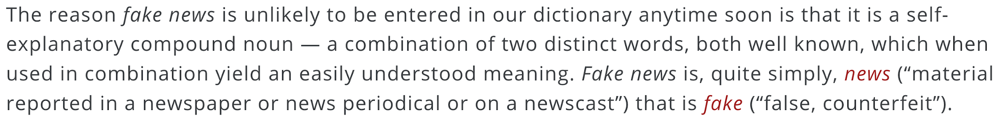 The reason fake news is unlikely to be entered in our dictionary anytime soon is that it is a self-
explanatory compound noun — a combination of two distinct words, both well known, which when
used in combination yield an easily understood meaning. Fake news is, quite simply, news (“material
reported in a newspaper or news periodical or on a newscast”) that is fake (“false, counterfeit”).